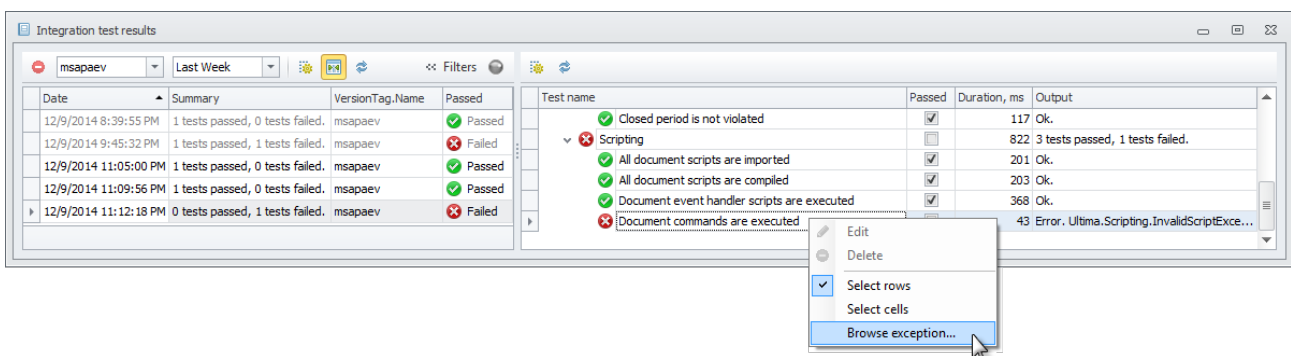 Integration test results
msapaev Last Week << Filters
Date Summary VersionTag.Name Passed
12/9/2014 8:39:55 PM 1 tests passed, 0 tests failed. msapaev Passed
12/9/2014 9:45:32 PM 1 tests passed, 0 tests failed. msapaev Failed
12/9/2014 11:05:00 PM 1 tests passed, 0 tests failed. msapaev Passed
12/9/2014 11:09:56 PM 1 tests passed, 0 tests failed. msapaev Passed
12/9/2014 11:12:18 PM 0 tests passed, 1 tests failed. msapaev Failed
Test name Passed Duration, ms Output
Closed period is not violated 117 Ok.
Scripting 822 3 tests passed, 1 tests failed.
All document scripts are imported 201 Ok.
All document scripts are compiled 203 Ok.
Document event handler scripts are executed 368 Ok.
Document commands are executed 43 Error. Ultima.Scripting.InvalidScriptExce...
Edit
Delete
Select rows
Select cells
Browse exception...